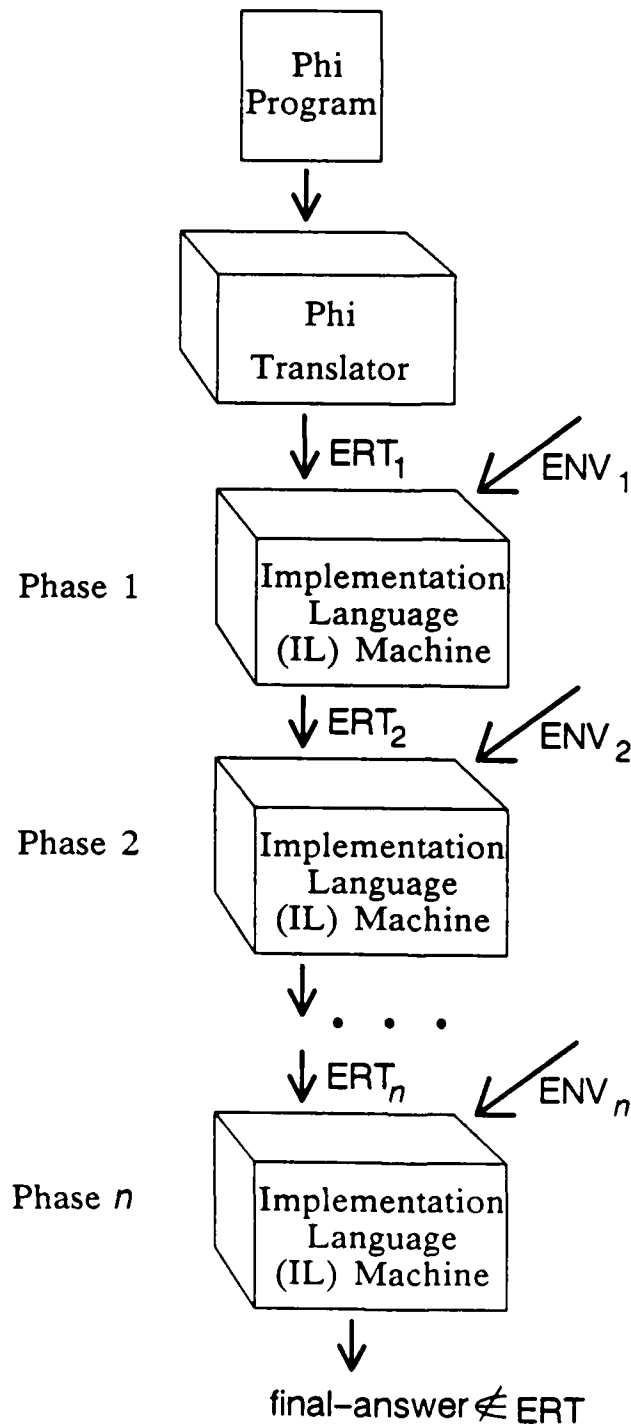 Phi
Program
Phi
Translator
ERT₁
ENV₁
Phase 1
Implementation
Language
(IL) Machine
ERT₂
ENV₂
Phase 2
Implementation
Language
(IL) Machine
. . .
ERTₙ
ENVₙ
Phase n
Implementation
Language
(IL) Machine
final-answer ∉ ERT